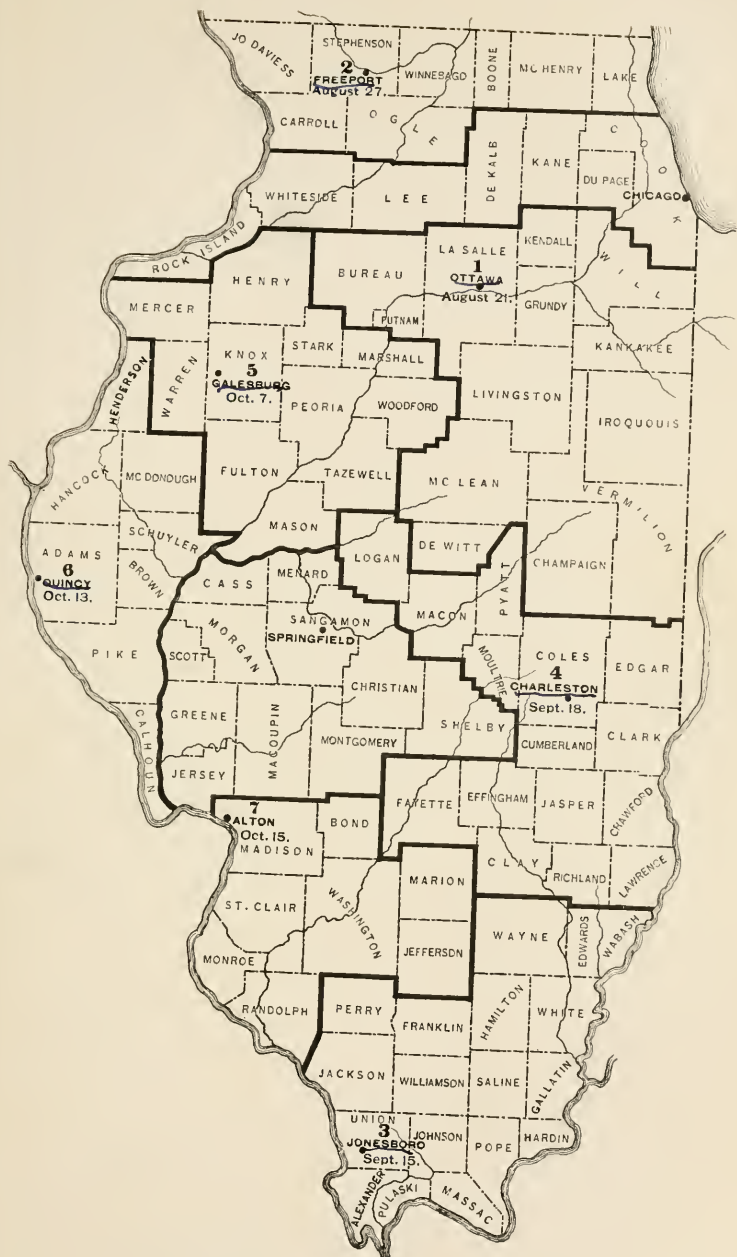 JO DAVIESS
STEPHENSON
2
FREEPORT
August 27.
WINNEBAGO
BOONE
MC HENRY
LAKE
CARROLL
OGLE
DE KALB
KANE
COOK
DU PAGE
CHICAGO
WHITESIDE
LEE
ROCK ISLAND
HENRY
BUREAU
LA SALLE
1
OTTAWA
August 21.
KENDALL
WILL
GRUNDY
PUTNAM
MERCER
KANKAKEE
HENDERSON
WARREN
KNOX
5
GALESBURG
Oct. 7.
STARK
MARSHALL
PEORIA
WOODFORD
LIVINGSTON
IROQUOIS
HANCOCK
MC DONOUGH
FULTON
TAZEWELL
MC LEAN
VERMILION
SCHUYLER
MASON
ADAMS
6
QUINCY
Oct. 13.
BROWN
CASS
MENARD
LOGAN
DE WITT
CHAMPAIGN
PYATT
MACON
SANGAMON
SPRINGFIELD
MORGAN
PIKE
SCOTT
MOULTRIE
COLES
4
CHARLESTON
Sept. 18.
EDGAR
CHRISTIAN
CALHOUN
GREENE
MACOUPIN
MONTGOMERY
SHELBY
CUMBERLAND
CLARK
JERSEY
7
ALTON
Oct. 15.
MADISON
BOND
FAYETTE
EFFINGHAM
JASPER
CRAWFORD
CLAY
RICHLAND
LAWRENCE
MARION
ST. CLAIR
WASHINGTON
WAYNE
EDWARDS
WABASH
JEFFERSON
MONROE
RANDOLPH
PERRY
FRANKLIN
HAMILTON
WHITE
JACKSON
WILLIAMSON
SALINE
GALLATIN
UNION
3
JONESBORO
Sept. 15.
JOHNSON
POPE
HARDIN
ALEXANDER
PULASKI
MASSAC